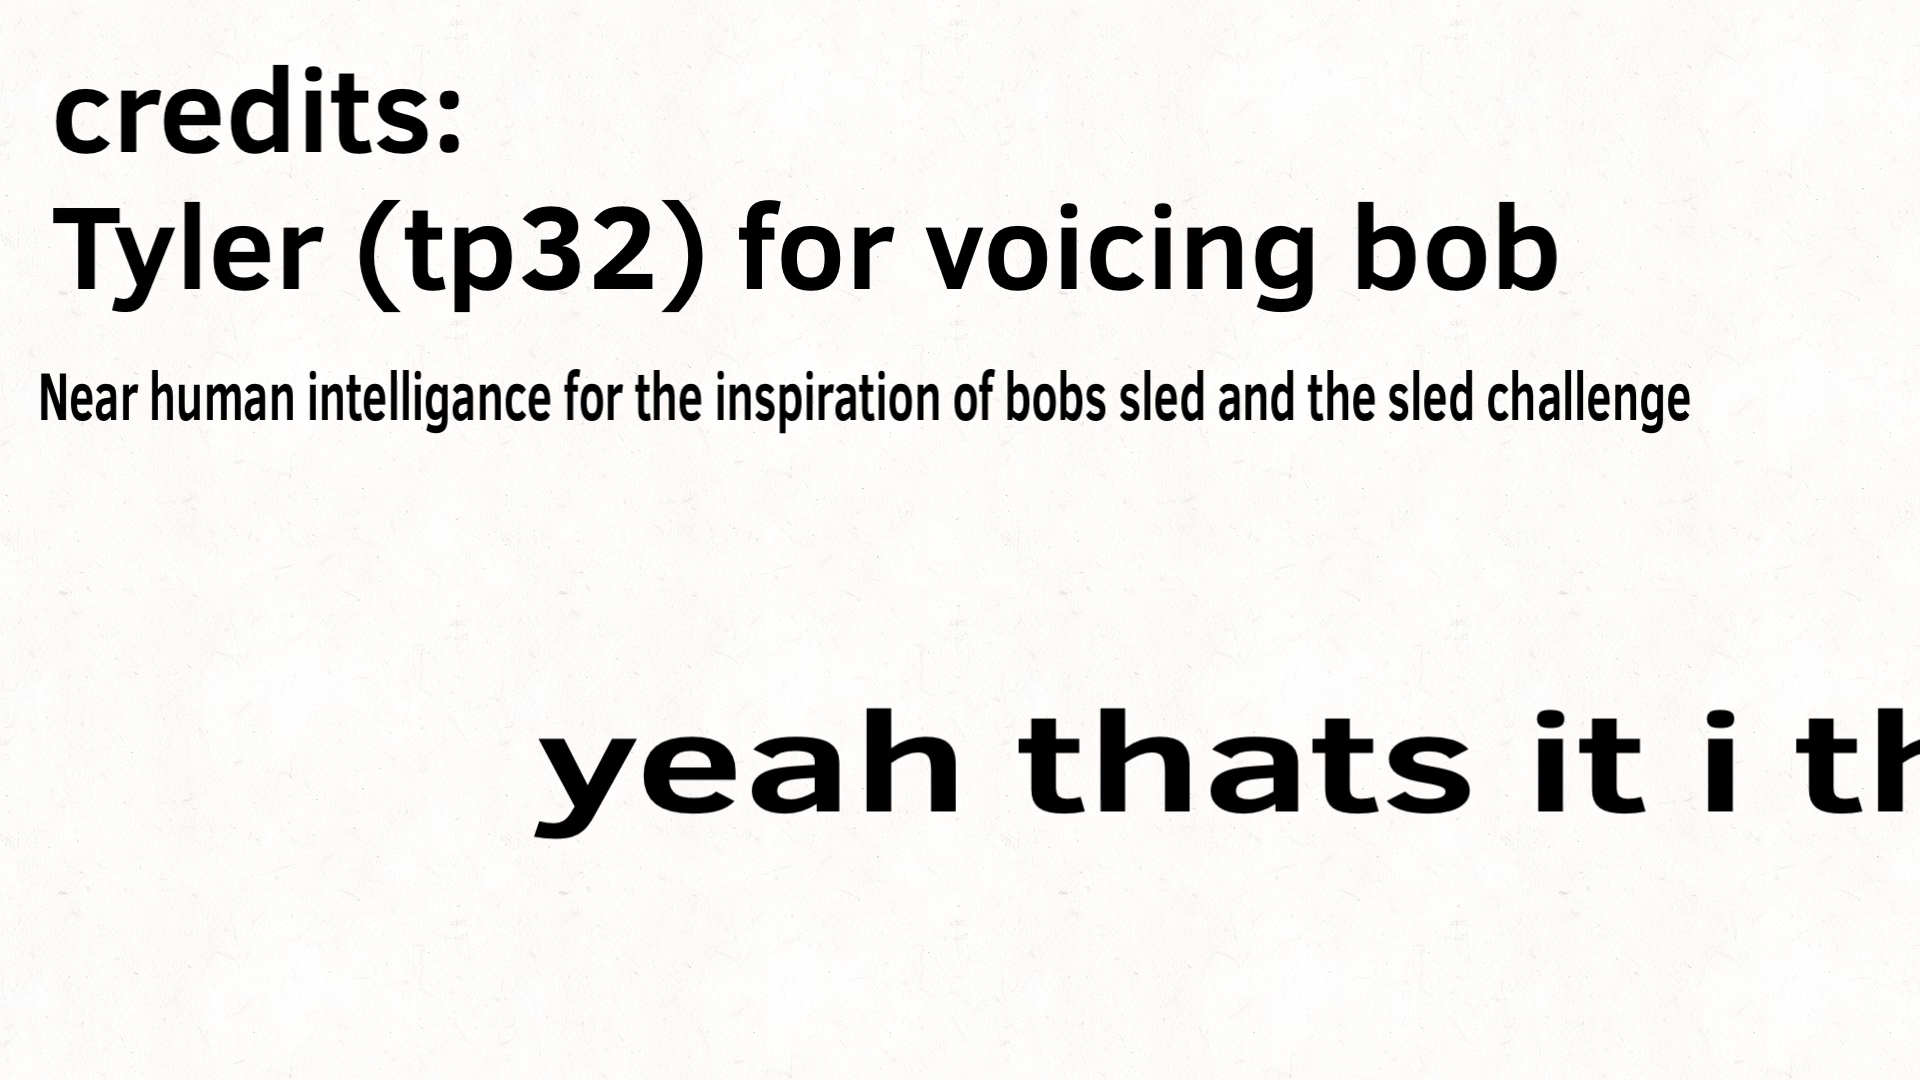 credits:
Tyler (tp32) for voicing bob
Near human intelligance for the inspiration of bobs sled and the sled challenge
yeah thats it i th